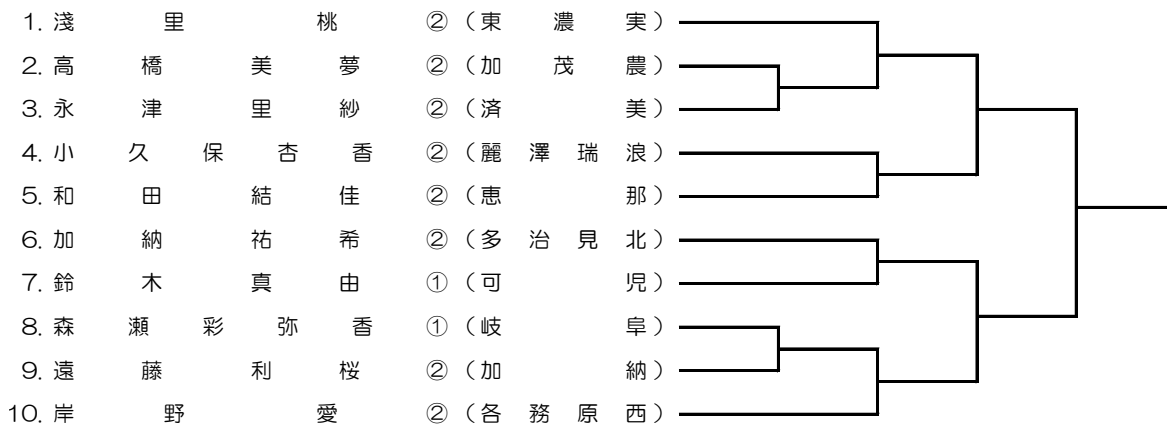 1. 淺里桃 ② （東濃実）
2. 高橋美夢 ② （加茂農）
3. 永津里紗 ② （済美）
4. 小久保杏香 ② （麗澤瑞浪）
5. 和田結佳 ② （恵那）
6. 加納祐希 ② （多治見北）
7. 鈴木真由 ① （可児）
8. 森瀬彩弥香 ① （岐阜）
9. 遠藤利桜 ② （加納）
10. 岸野愛 ② （各務原西）